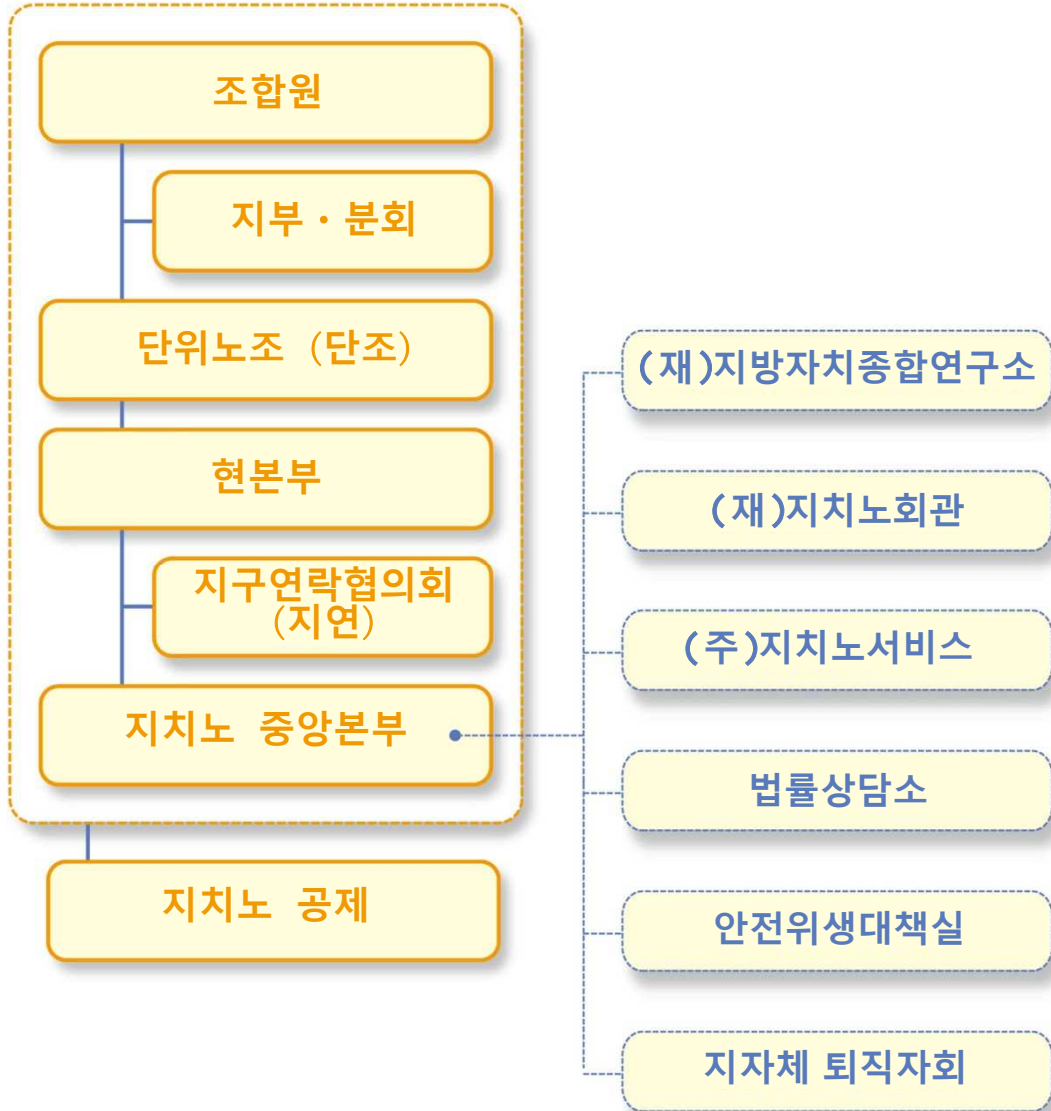 조합원
지부・분회
단위노조 (단조)
현본부
지구연락협의회
(지연)
지치노 중앙본부
지치노 공제
(재)지방자치종합연구소
(재)지치노회관
(주)지치노서비스
법률상담소
안전위생대책실
지자체 퇴직자회